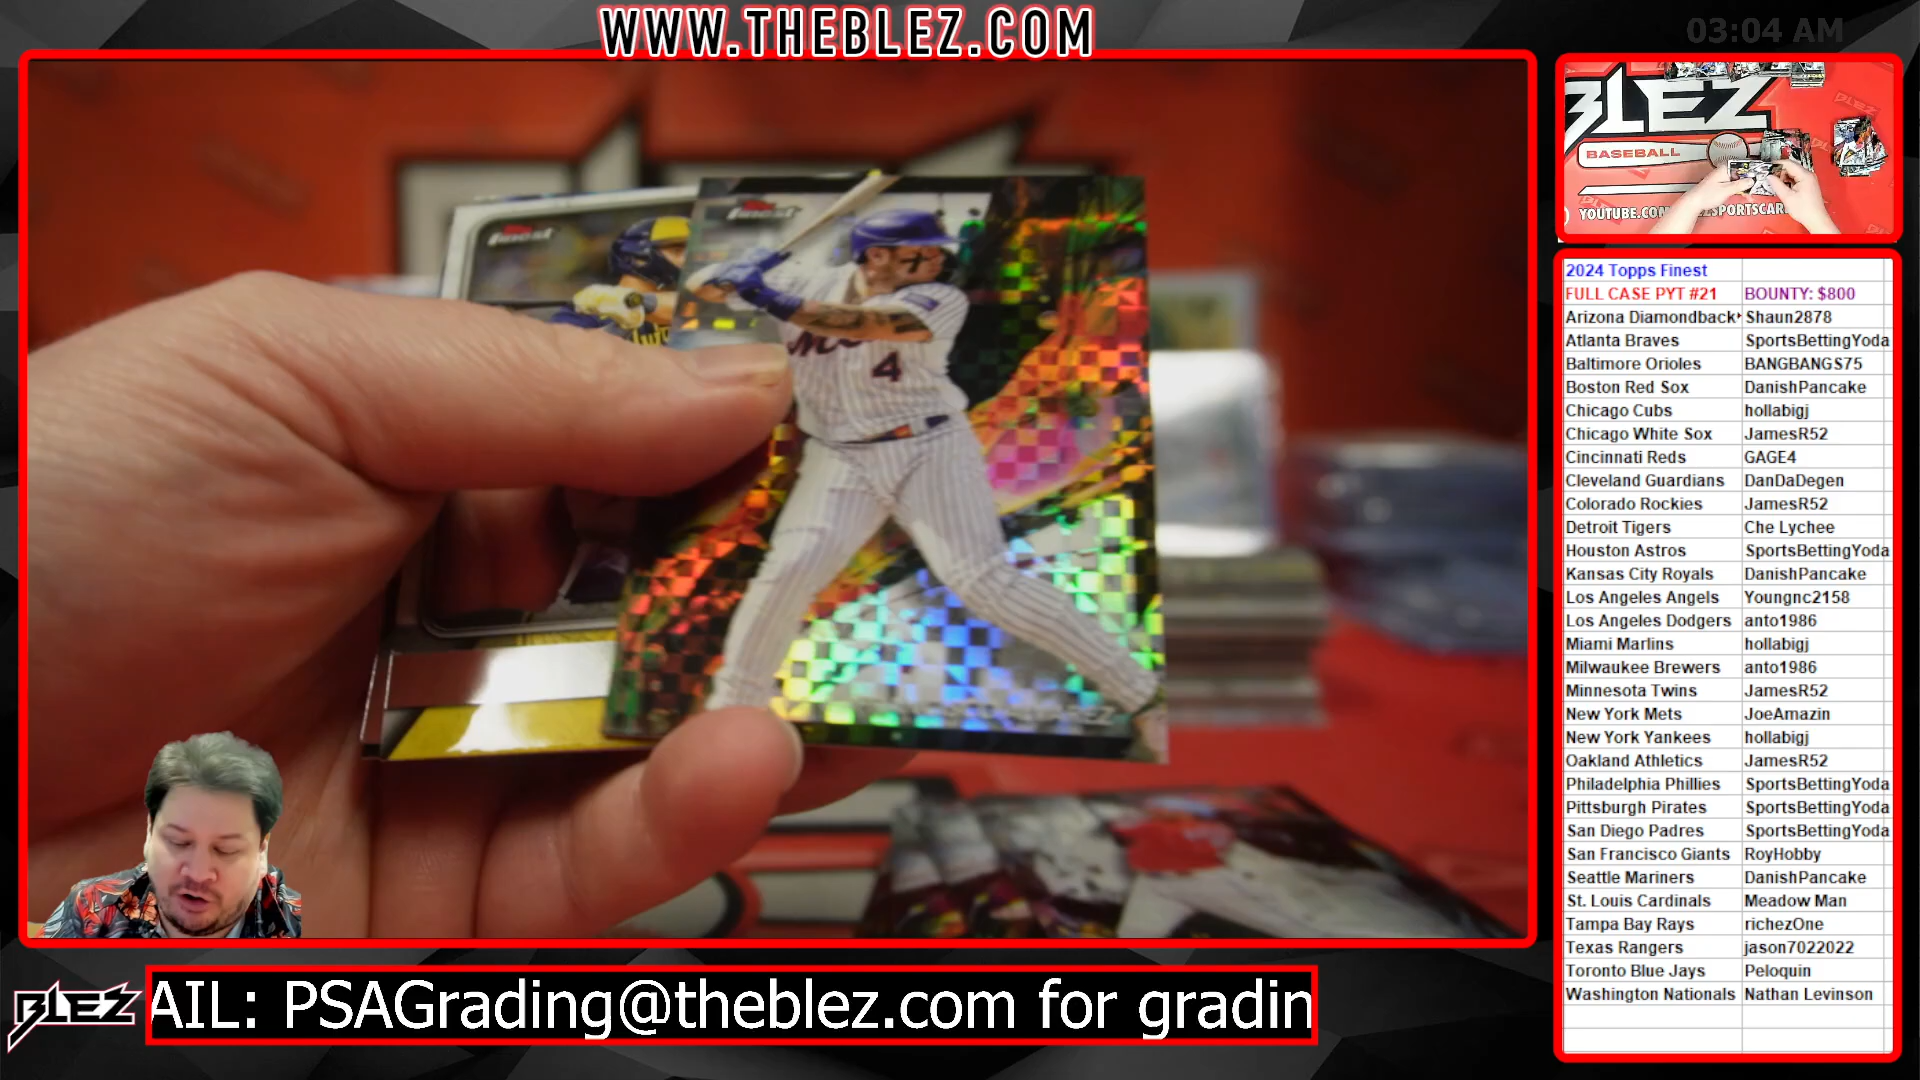 WWW.THEBLEZ.COM
03:04 AM
Finest
Finest
Mets
4
BLEZ
BASEBALL
2024 Topps Finest
FULL CASE PYT #21 BOUNTY: $800
Arizona Diamondback Shaun2878
Atlanta Braves SportsBettingYoda
Baltimore Orioles BANGBANGS75
Boston Red Sox DanishPancake
Chicago Cubs hollabigj
Chicago White Sox JamesR52
Cincinnati Reds GAGE4
Cleveland Guardians DanDaDegen
Colorado Rockies JamesR52
Detroit Tigers Che Lychee
Houston Astros SportsBettingYoda
Kansas City Royals DanishPancake
Los Angeles Angels Youngnc2158
Los Angeles Dodgers anto1986
Miami Marlins hollabigj
Milwaukee Brewers anto1986
Minnesota Twins JamesR52
New York Mets JoeAmazin
New York Yankees hollabigj
Oakland Athletics JamesR52
Philadelphia Phillies SportsBettingYoda
Pittsburgh Pirates SportsBettingYoda
San Diego Padres SportsBettingYoda
San Francisco Giants RoyHobby
Seattle Mariners DanishPancake
St. Louis Cardinals Meadow Man
Tampa Bay Rays richezOne
Texas Rangers jason7022022
Toronto Blue Jays Peloquin
Washington Nationals Nathan Levinson
BLEZ
AIL: PSAGrading@theblez.com for gradin